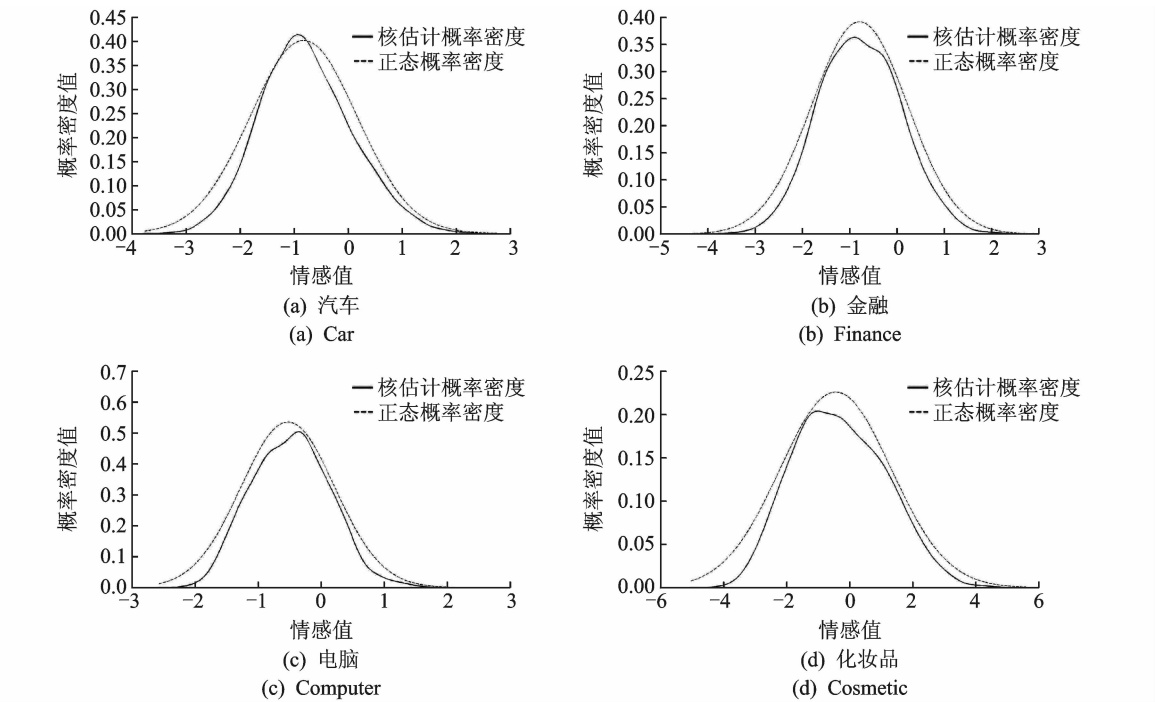 0.45
0.40
0.35
0.30
0.25
0.20
0.15
0.10
0.05
0.00
概率密度值
核估计概率密度
正态概率密度
−4 −3 −2 −1 0 1 2 3
情感值
(a) 汽车
(a) Car
0.40
0.35
0.30
0.25
0.20
0.15
0.10
0.05
0.00
概率密度值
核估计概率密度
正态概率密度
−5 −4 −3 −2 −1 0 1 2 3
情感值
(b) 金融
(b) Finance
0.7
0.6
0.5
0.4
0.3
0.2
0.1
0.0
概率密度值
核估计概率密度
正态概率密度
−3 −2 −1 0 1 2 3
情感值
(c) 电脑
(c) Computer
0.25
0.20
0.15
0.10
0.05
0.00
概率密度值
核估计概率密度
正态概率密度
−6 −4 −2 0 2 4 6
情感值
(d) 化妆品
(d) Cosmetic